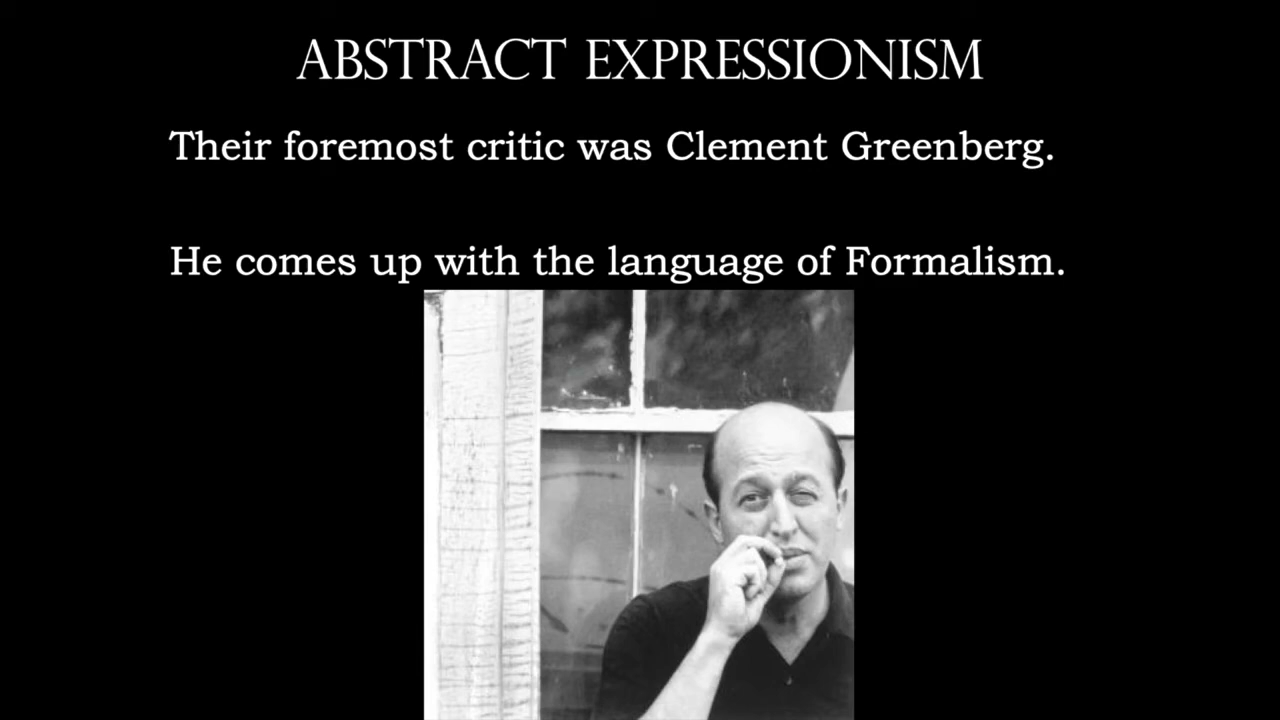 ABSTRACT EXPRESSIONISM
Their foremost critic was Clement Greenberg.
He comes up with the language of Formalism.